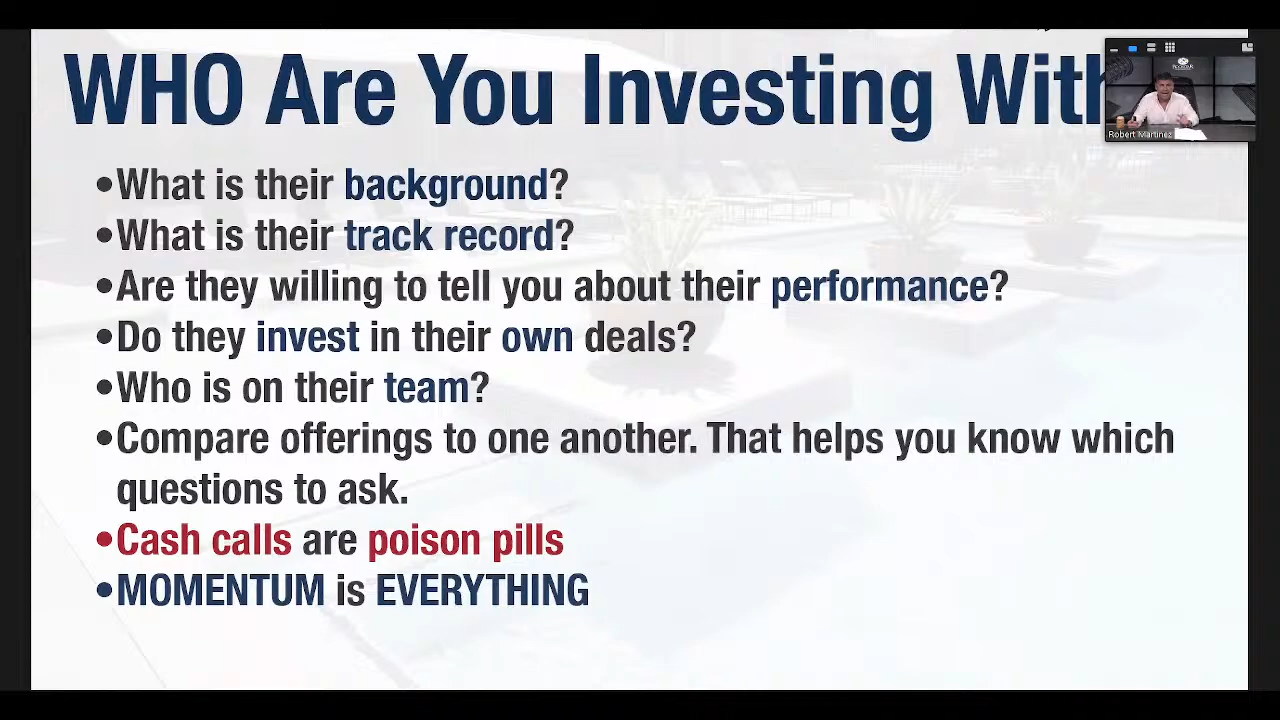 WHO Are You Investing With
•What is their background?
•What is their track record?
•Are they willing to tell you about their performance?
•Do they invest in their own deals?
•Who is on their team?
•Compare offerings to one another. That helps you know which
questions to ask.
•Cash calls are poison pills
•MOMENTUM is EVERYTHING
Robert Martinez